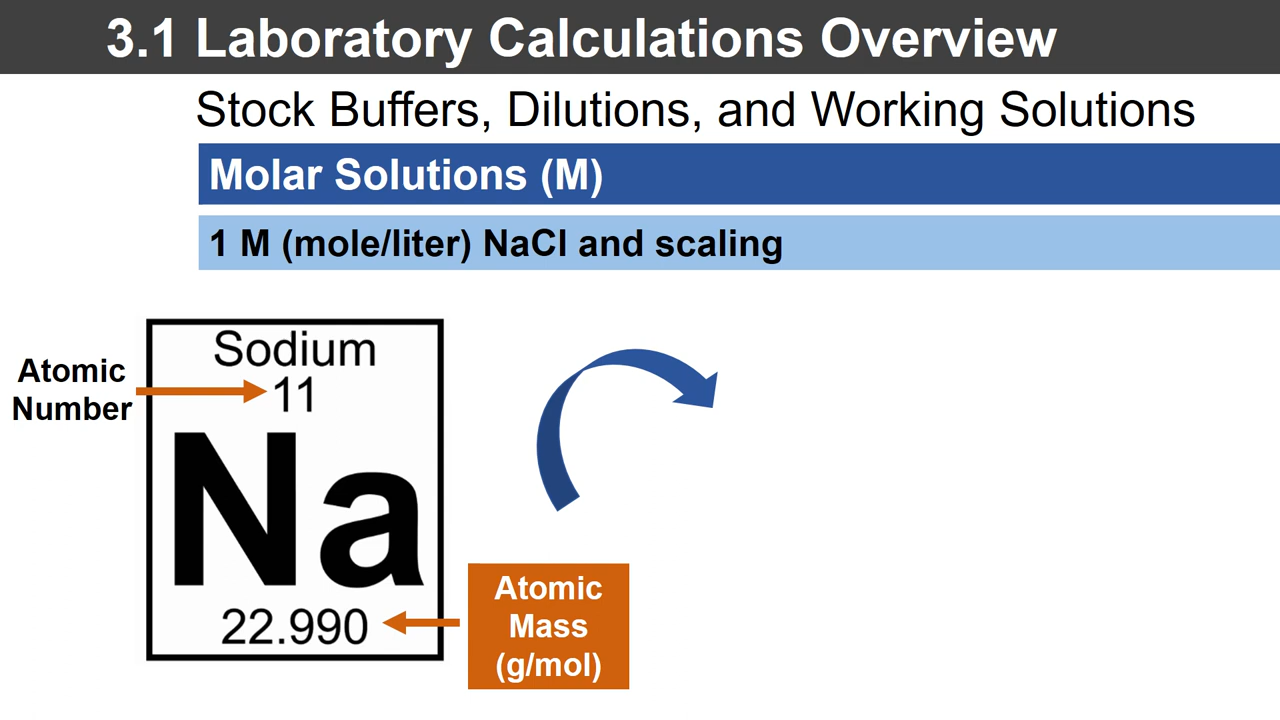 3.1 Laboratory Calculations Overview
Stock Buffers, Dilutions, and Working Solutions
Molar Solutions (M)
1 M (mole/liter) NaCl and scaling
Atomic
Number
Sodium
11
Na
22.990
Atomic
Mass
(g/mol)